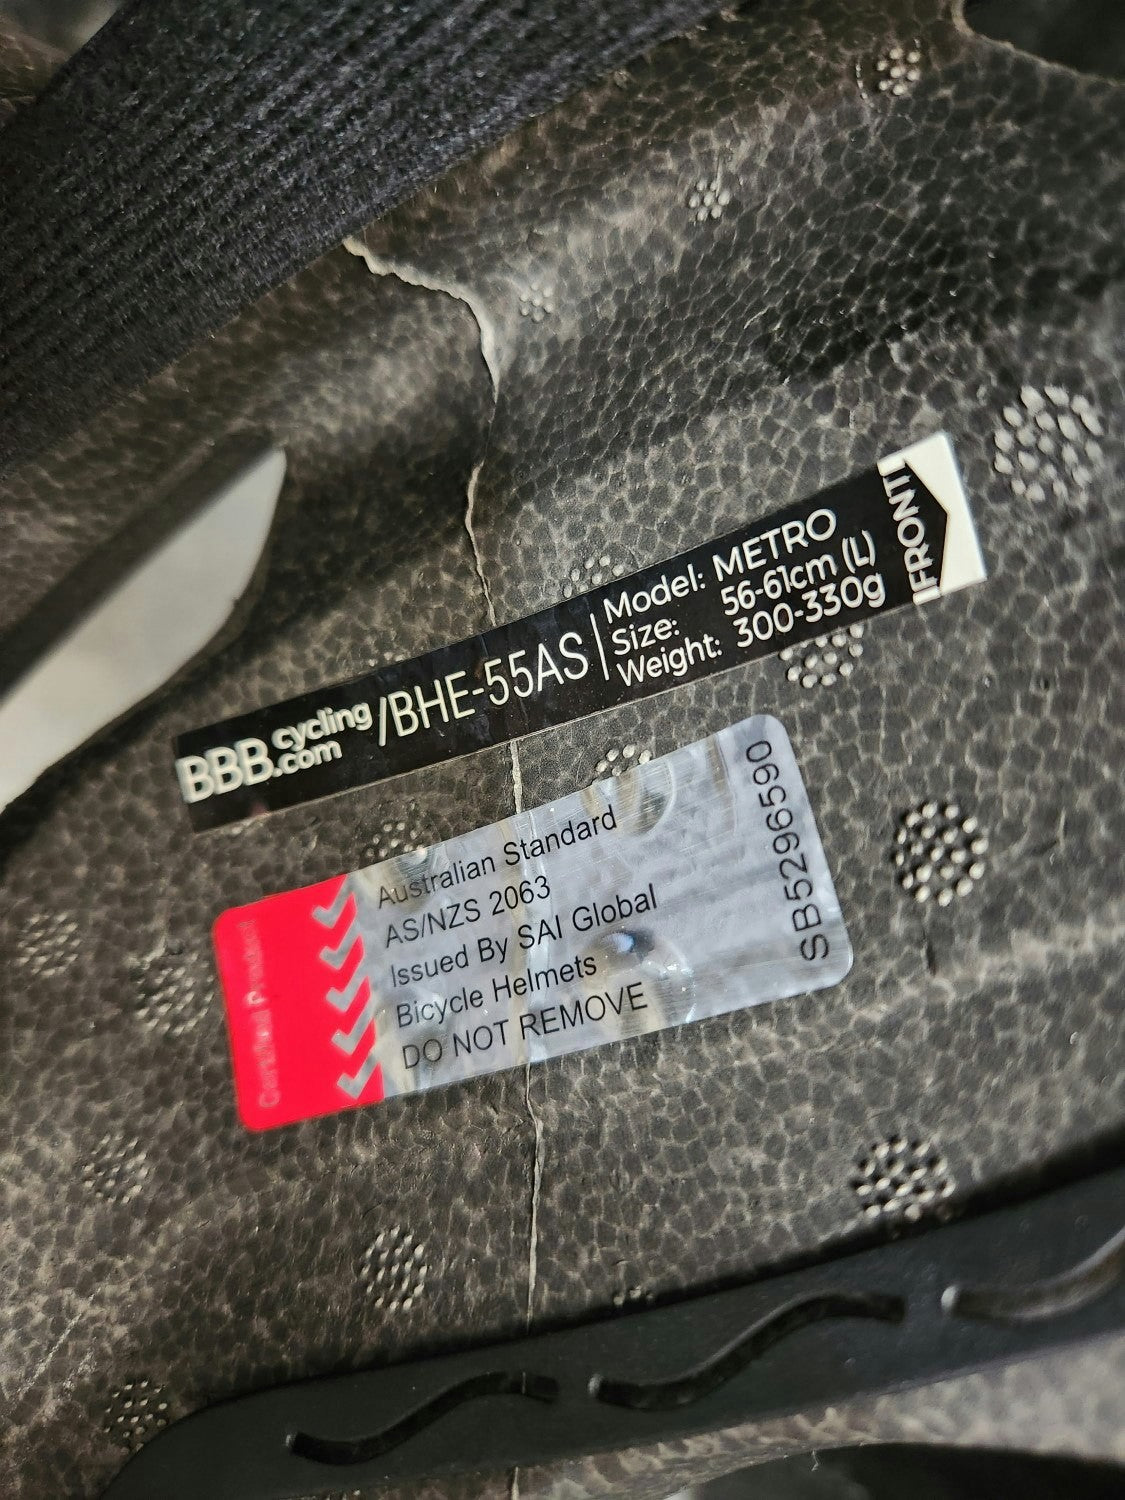 BBB cycling.com /BHE-55AS
Model: METRO
Size: 56-61cm (L)
Weight: 300-330g
!FRONT!
Certified Product
Australian Standard
AS/NZS 2063
Issued By SAI Global
Bicycle Helmets
DO NOT REMOVE
SB5296590